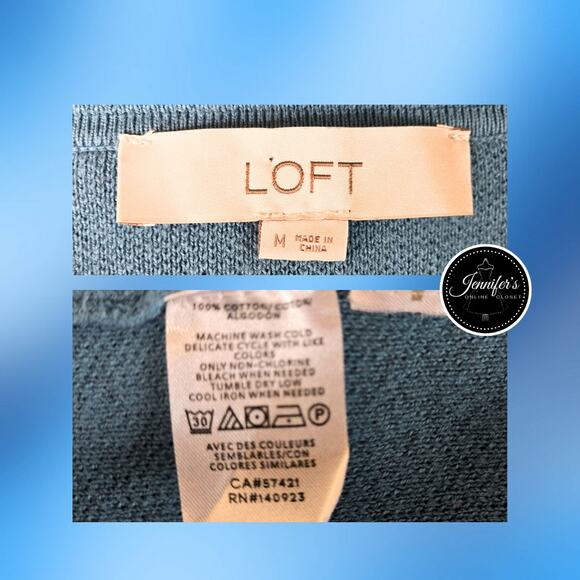 LOFT
M MADE IN
CHINA
Jennifer's
ONLINE CLOSET
100% COTTON/COTON/
ALGODÓN
MACHINE WASH COLD
DELICATE CYCLE WITH LIKE
COLORS
ONLY NON-CHLORINE
BLEACH WHEN NEEDED
TUMBLE DRY LOW
COOL IRON WHEN NEEDED
30 P
AVEC DES COULEURS
SEMBLABLES/CON
COLORES SIMILARES
CA#57421
RN#140923